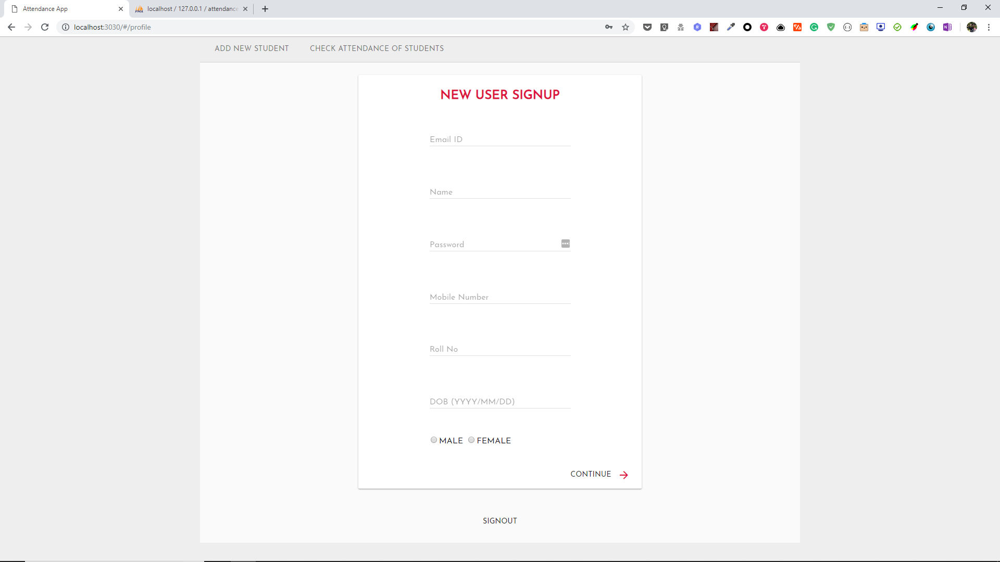 Attendance App
localhost / 127.0.0.1 / attendance
localhost:3030/#/profile
ADD NEW STUDENT
CHECK ATTENDANCE OF STUDENTS
NEW USER SIGNUP
Email ID
Name
Password
Mobile Number
Roll No
DOB (YYYY/MM/DD)
MALE FEMALE
CONTINUE
SIGNOUT